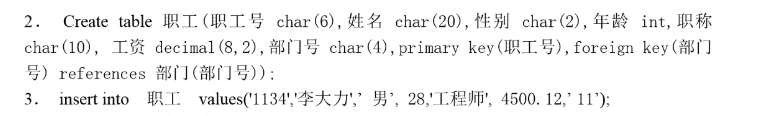 2. Create table 职工(职工号 char(6),姓名 char(20),性别 char(2),年龄 int,职称
char(10), 工资 decimal(8,2),部门号 char(4),primary key(职工号),foreign key(部门
号) references 部门(部门号));
3. insert into 职工 values('1134','李大力',’ 男’, 28,'工程师', 4500.12,’ 11’);